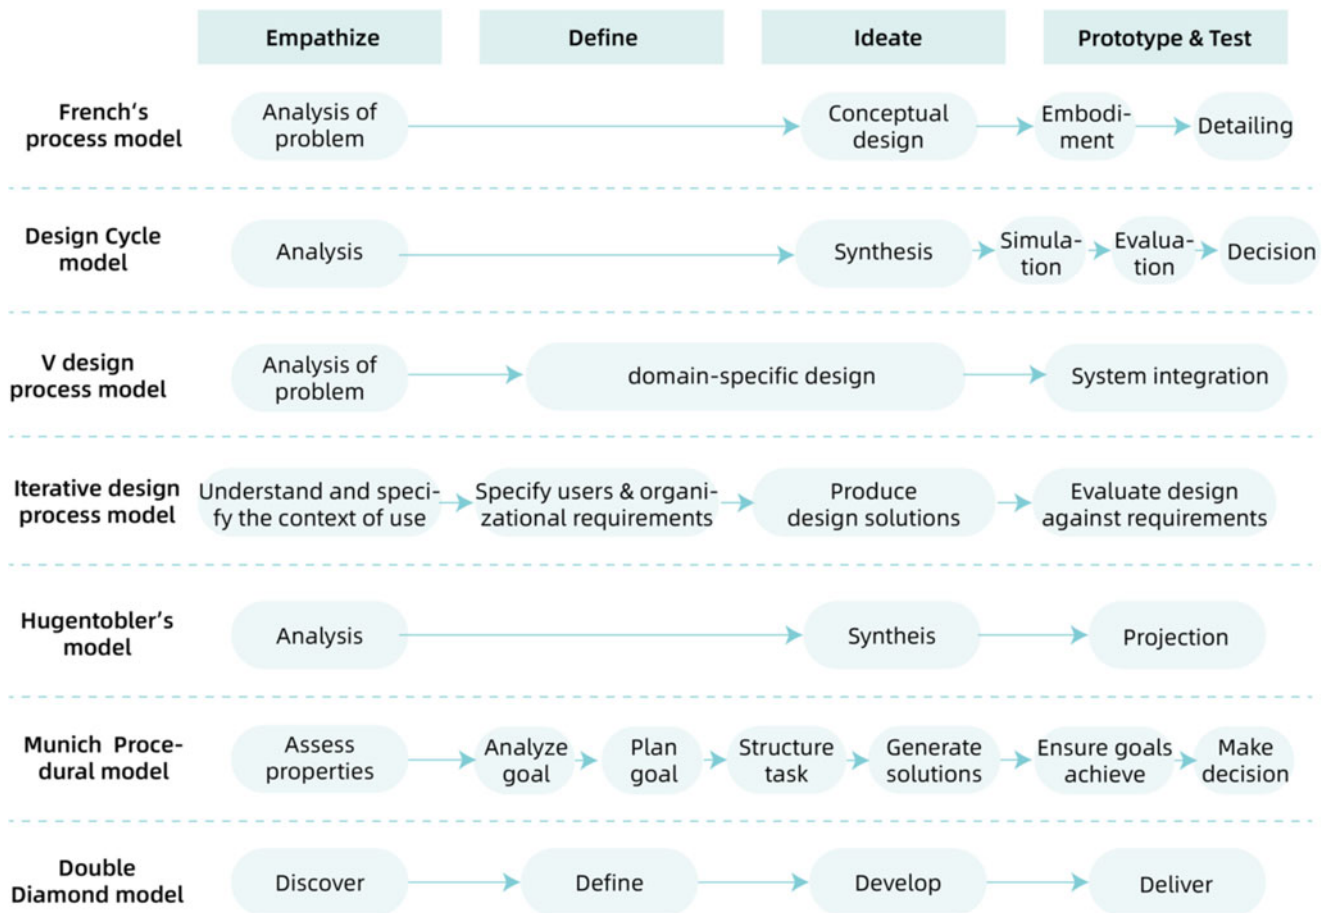 Empathize Define Ideate Prototype & Test
French‘s
process model
Analysis of
problem
Conceptual
design
Embodi-
ment
Detailing
Design Cycle
model
Analysis
Synthesis
Simula-
tion
Evalua-
tion
Decision
V design
process model
Analysis of
problem
domain-specific design
System integration
Iterative design
process model
Understand and speci-
fy the context of use
Specify users & organi-
zational requirements
Produce
design solutions
Evaluate design
against requirements
Hugentobler‘s
model
Analysis
Syntheis
Projection
Munich Proce-
dural model
Assess
properties
Analyze
goal
Plan
goal
Structure
task
Generate
solutions
Ensure goals
achieve
Make
decision
Double
Diamond model
Discover
Define
Develop
Deliver